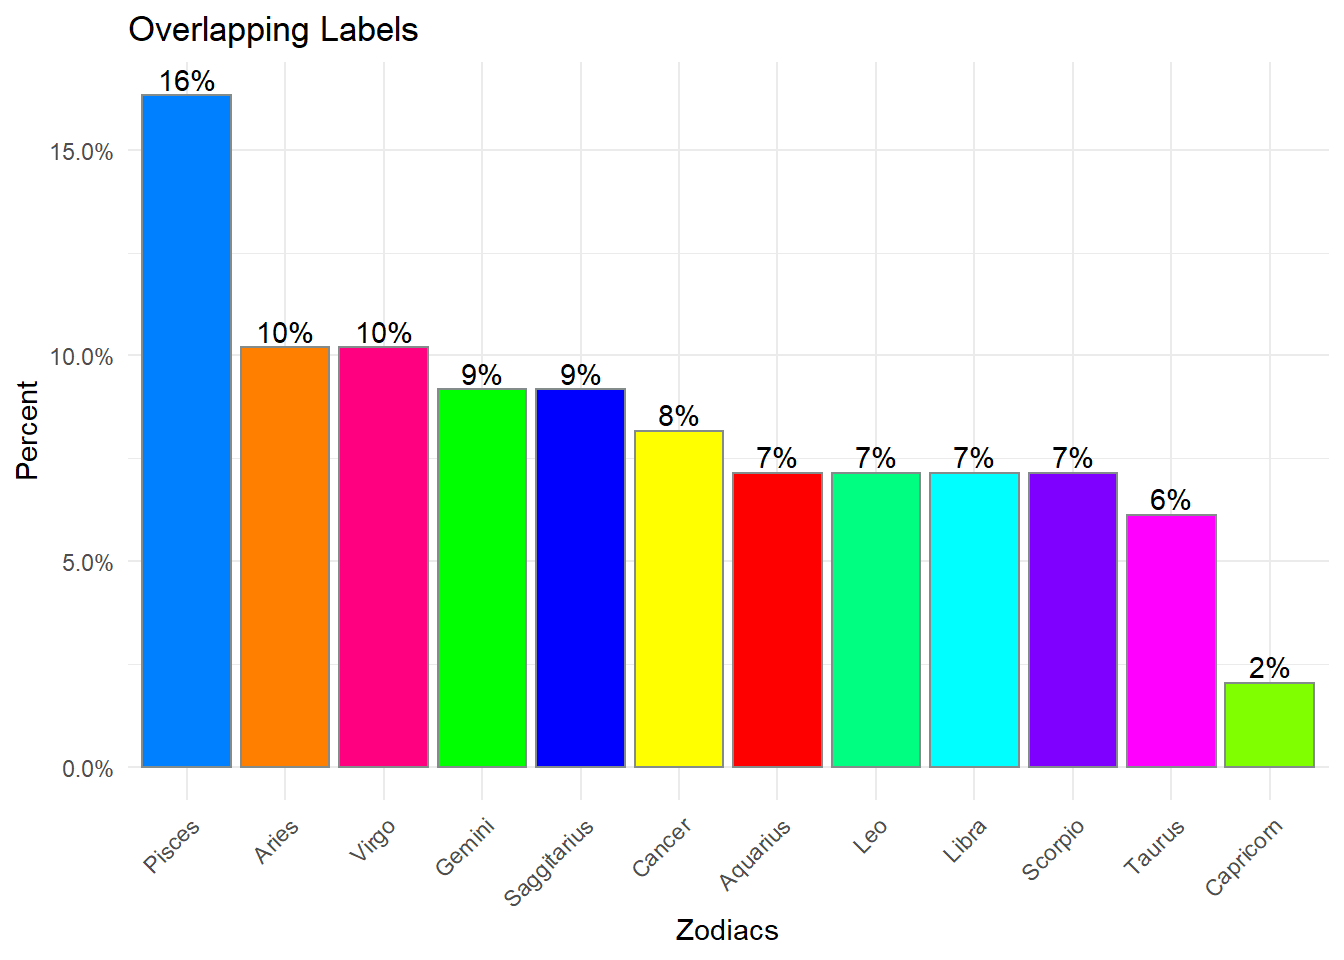 Overlapping Labels
16%
10%
10%
9%
9%
8%
7%
7%
7%
7%
6%
2%
15.0%
10.0%
5.0%
0.0%
Percent
Pisces
Aries
Virgo
Gemini
Saggitarius
Cancer
Aquarius
Leo
Libra
Scorpio
Taurus
Capricorn
Zodiacs